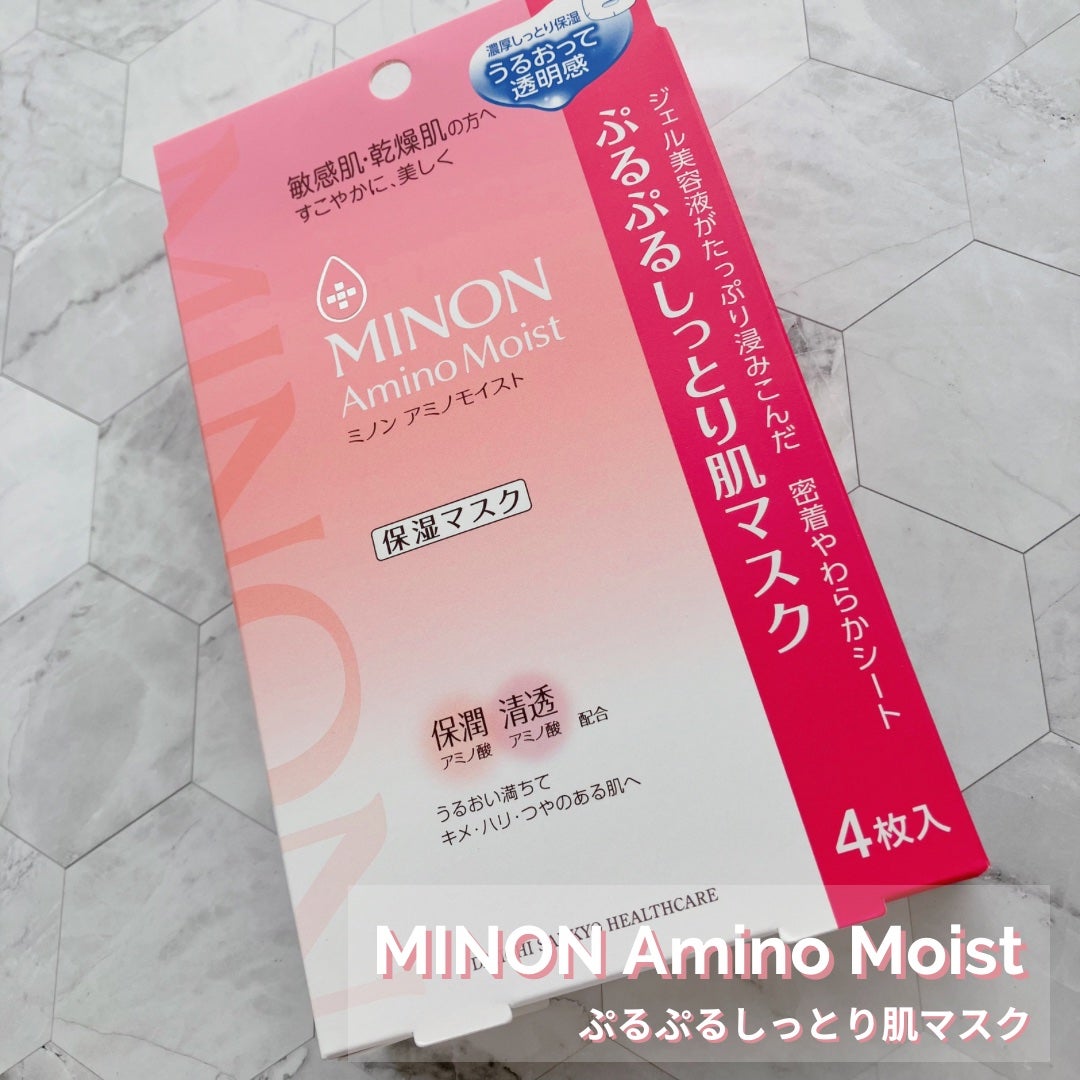 濃厚しっとり保湿
うるおって
透明感
敏感肌・乾燥肌の方へ
すこやかに、美しく
MINON
Amino Moist
ミノン アミノモイスト
保湿マスク
ジェル美容液がたっぷり浸みこんだ 密着やわらかシート
ぷるぷるしっとり肌マスク
4枚入
保潤 清透
アミノ酸 アミノ酸 配合
うるおい満ちて
キメ・ハリ・つやのある肌へ
MINON
DAIICHI SANKYO HEALTHCARE
MINON Amino Moist
ぷるぷるしっとり肌マスク